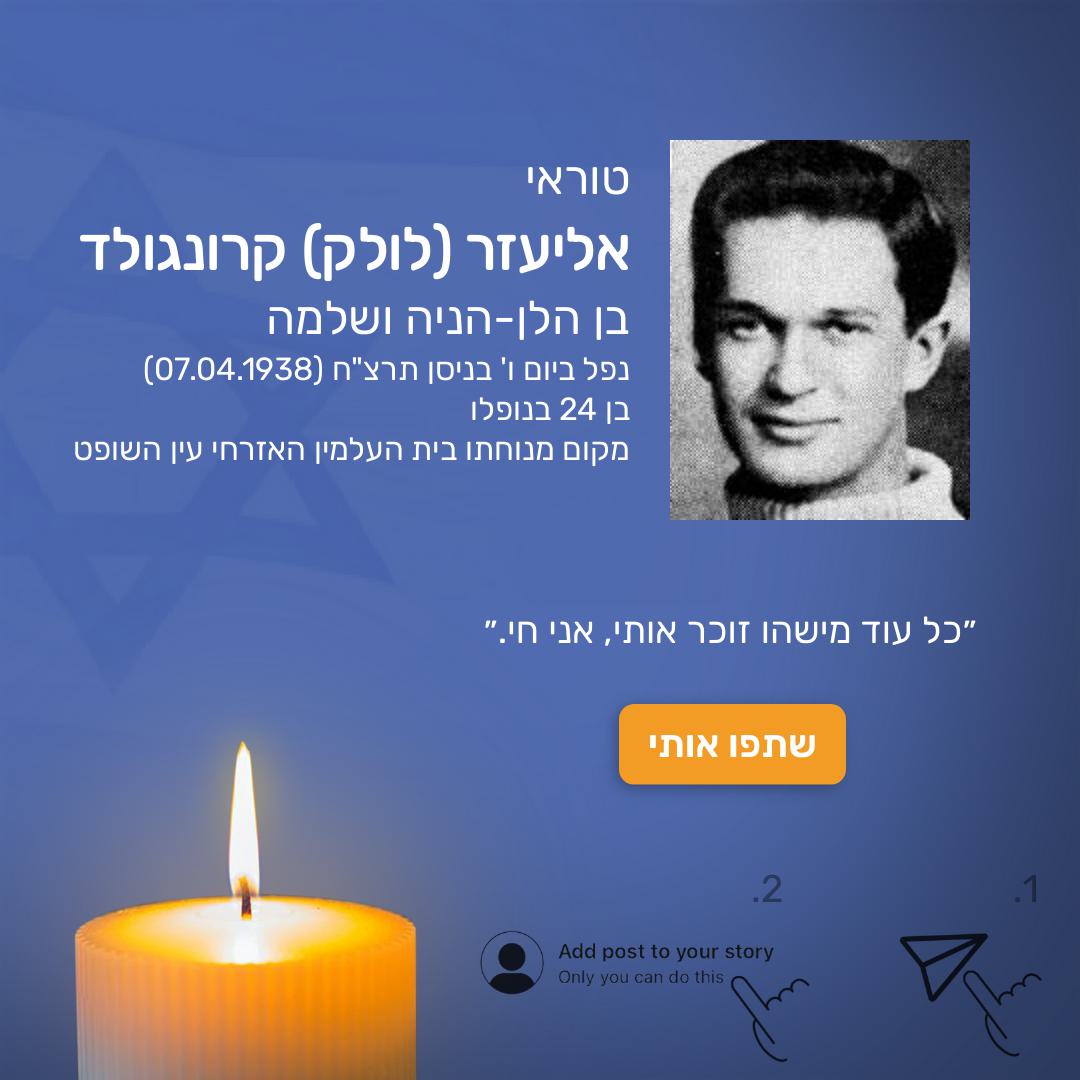 טוראי
אליעזר (לולק) קרונגולד
בן הלן-הניה ושלמה
נפל ביום ו' בניסן תרצ"ח (07.04.1938)
בן 24 בנופלו
מקום מנוחתו בית העלמין האזרחי עין השופט
״כל עוד מישהו זוכר אותי, אני חי.״
שתפו אותי
1.
2.
Add post to your story
Only you can do this